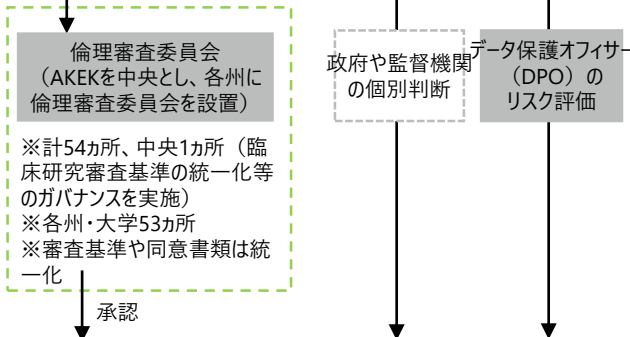 倫理審査委員会
（AKEKを中央とし、各州に
倫理審査委員会を設置）
※計54ヵ所、中央1ヵ所（臨
床研究審査基準の統一化等
のガバナンスを実施）
※各州・大学53ヵ所
※審査基準や同意書類は統
一化
承認
政府や監督機関
の個別判断
データ保護オフィサー
（DPO）の
リスク評価